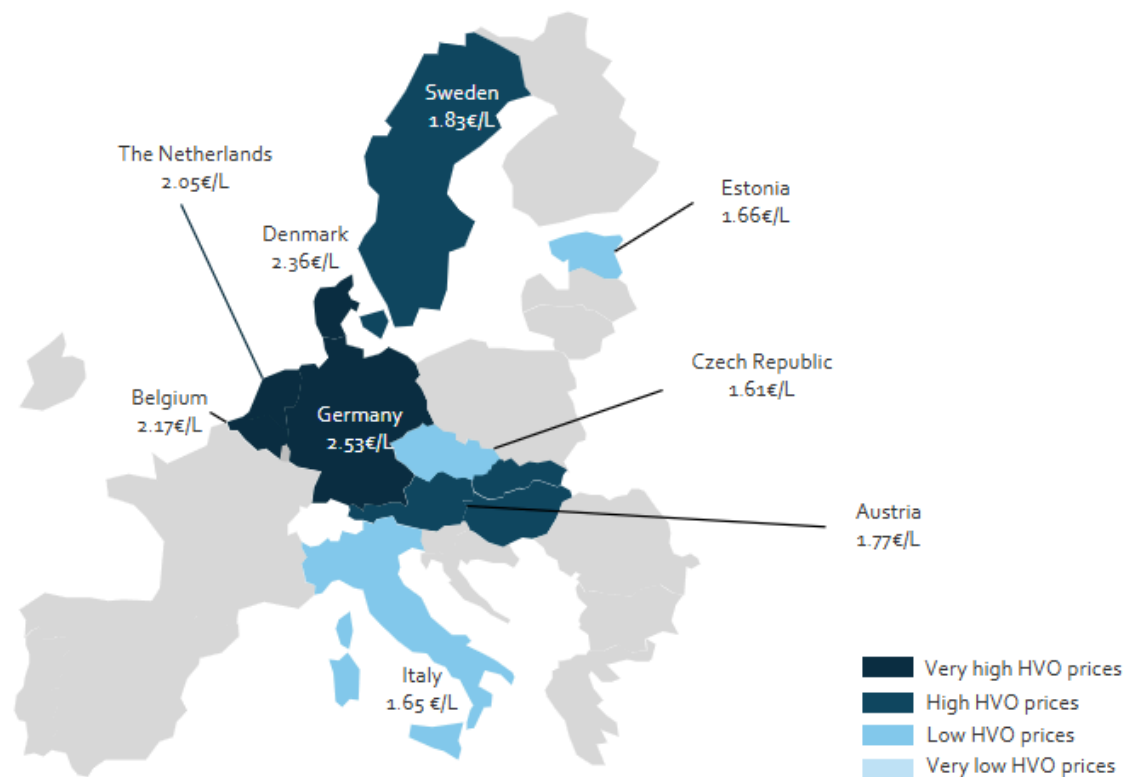 Sweden
1.83€/L
The Netherlands
2.05€/L
Estonia
1.66€/L
Denmark
2.36€/L
Czech Republic
1.61€/L
Belgium
2.17€/L
Germany
2.53€/L
Austria
1.77€/L
Italy
1.65 €/L
Very high HVO prices
High HVO prices
Low HVO prices
Very low HVO prices